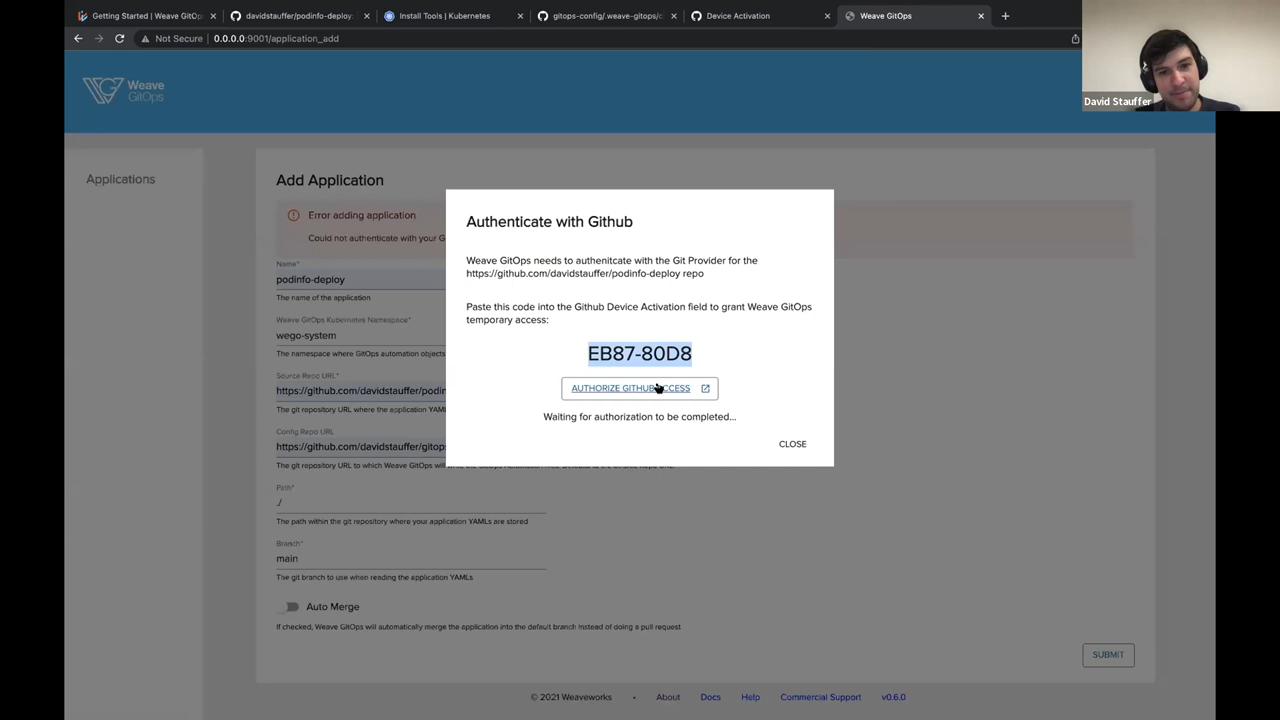 Getting Started | Weave GitOp
davidstauffer/podinfo-deploy:
Install Tools | Kubernetes
gitops-config/.weave-gitops/c
Device Activation
Weave GitOps
Not Secure
0.0.0.0:9001/application_add
David Stauffer
Weave
GitOps
Applications
Add Application
Error adding application
Could not authenticate with your G
Name*
podinfo-deploy
The name of the application
Weave GitOps Kubernetes Namespace*
wego-system
The namespace where GitOps automation objects
Source Repo URL*
https://github.com/davidstauffer/podin
The git repository URL where the application YAM
Config Repo URL
https://github.com/davidstauffer/gitops
The git repository URL to which Weave GitOps will
Path*
./
The path within the git repository where your application YAMLs are stored
Branch*
main
The git branch to use when reading the application YAMLs
Auto Merge
If checked, Weave GitOps will automatically merge the application into the default branch instead of doing a pull request
SUBMIT
Authenticate with Github
Weave GitOps needs to authenitcate with the Git Provider for the
https://github.com/davidstauffer/podinfo-deploy repo
Paste this code into the Github Device Activation field to grant Weave GitOps
temporary access:
EB87-80D8
AUTHORIZE GITHUB ACCESS
Waiting for authorization to be completed...
CLOSE
© 2021 Weaveworks • About Docs Help Commercial Support v0.6.0